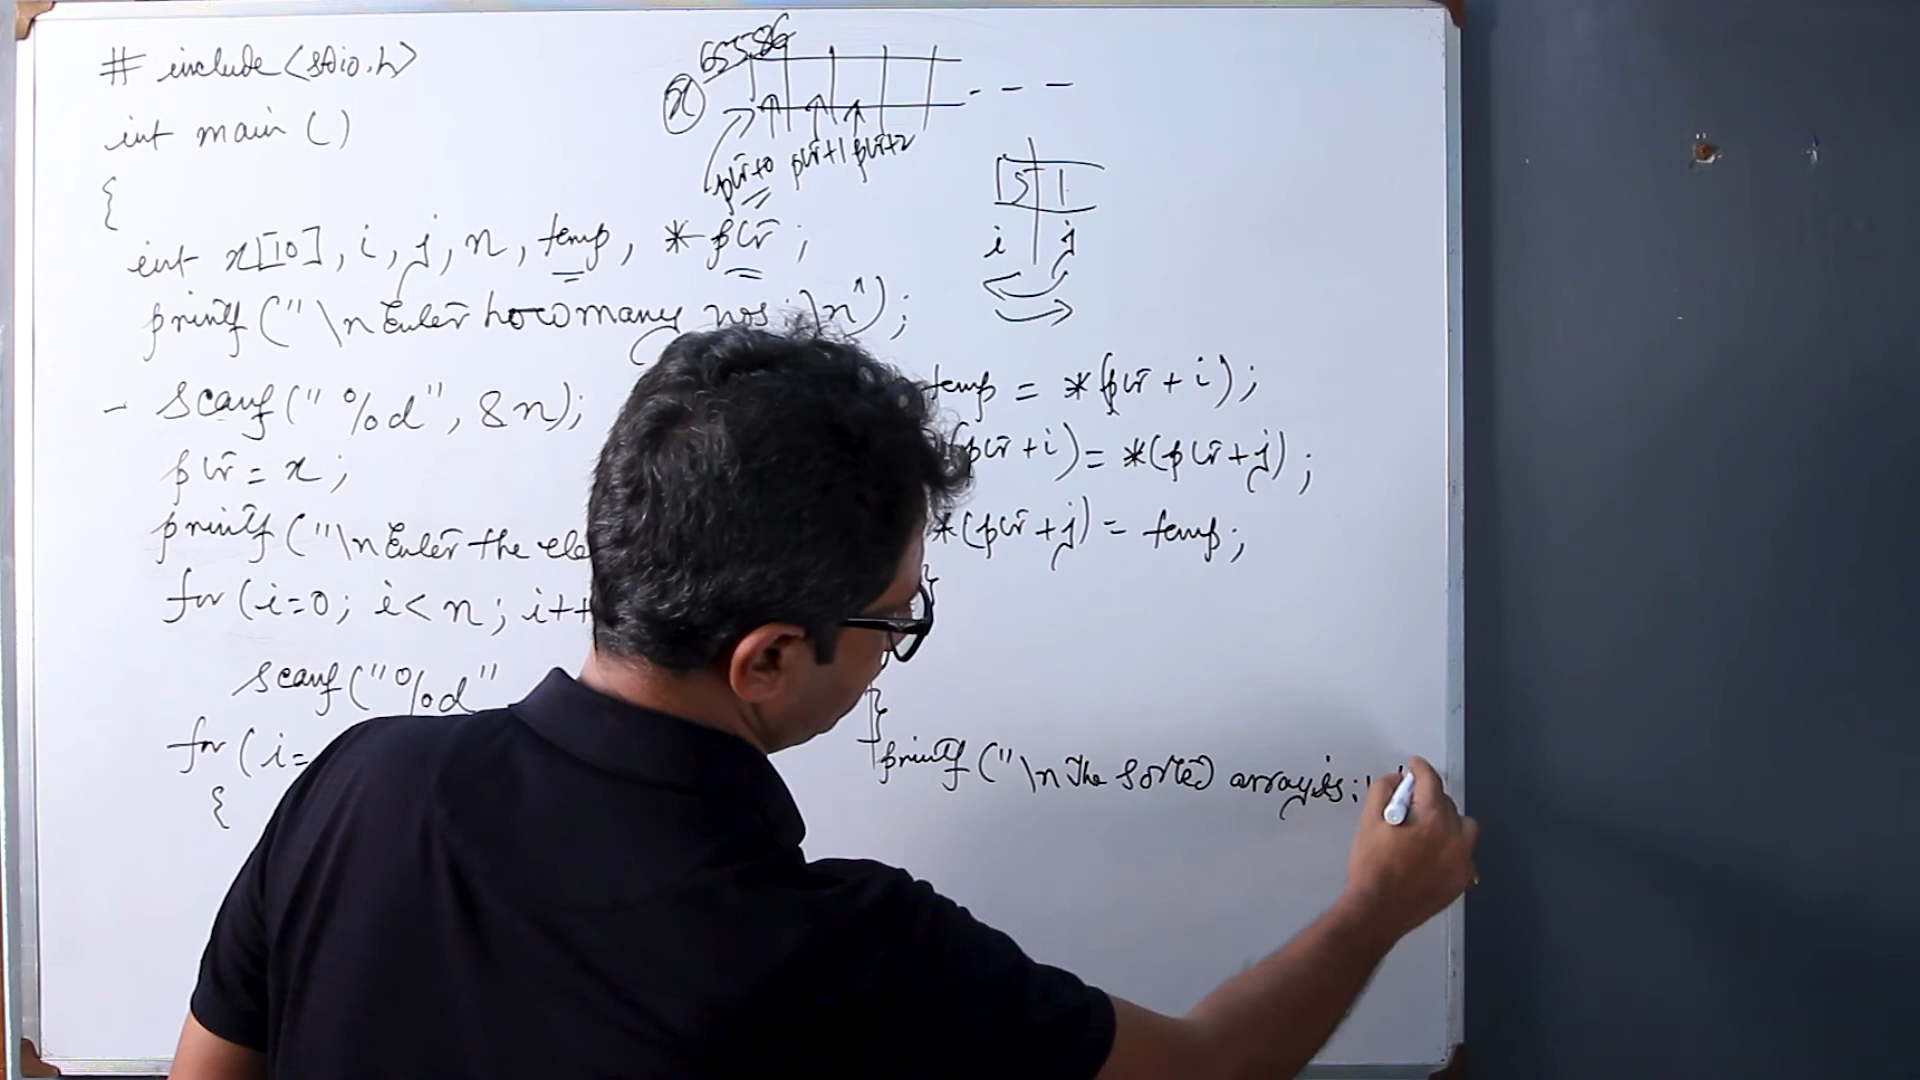 #include<stdio.h>
int main()
{
int x[10], i, j, n, temp, *ptr;
printf("\n Enter how many nos:\n");
scanf("%d", &n);
ptr = x;
printf("\n Enter the ele
for (i=0; i<n; i++
scanf("%d"
for (i=
{
65586
x
- - -
ptr+0 ptr+1 ptr+2
5 1
i j
temp = *(ptr+i);
(ptr+i) = *(ptr+j);
*(ptr+j) = temp;
}
}
printf("\n The sorted array is: